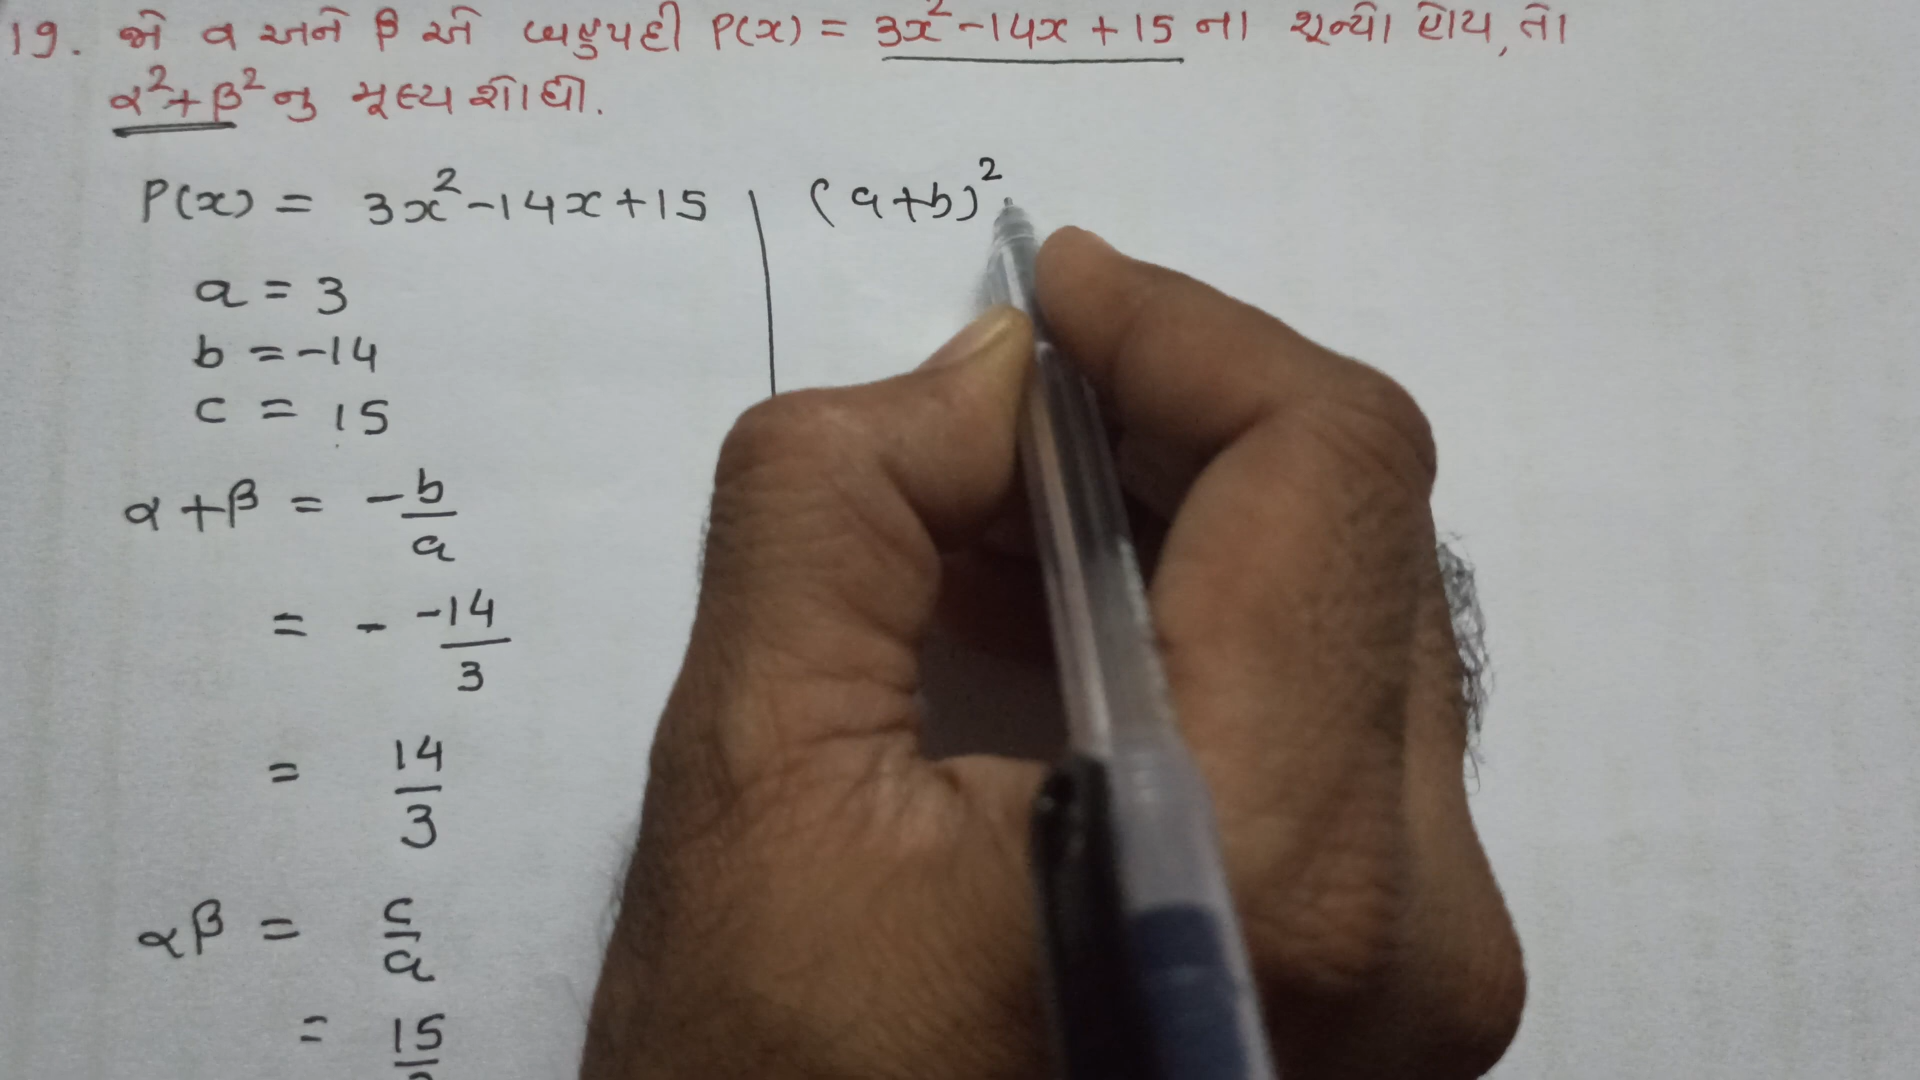 19. જો α અને β એ બહુપદી P(x) = 3x² -14x + 15 ના શૂન્યો હોય, તો
α² + β² નુ મૂલ્ય શોધો.
P(x) = 3x² -14x + 15
a = 3
b = -14
c = 15
α + β = - b/a
= - -14/3
= 14/3
αβ = c/a
= 15
(a+b)²